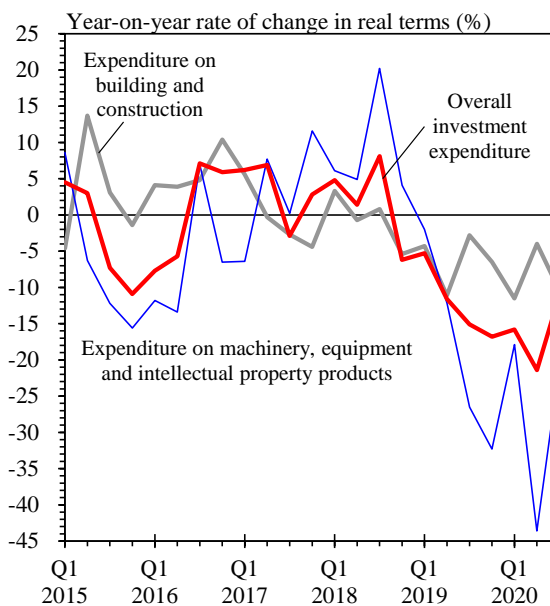 Year-on-year rate of change in real terms (%)
25
20
15
10
5
0
-5
-10
-15
-20
-25
-30
-35
-40
-45
Expenditure on
building and
construction
Overall
investment
expenditure
Expenditure on machinery, equipment
and intellectual property products
Q1 Q1 Q1 Q1 Q1 Q1
2015 2016 2017 2018 2019 2020